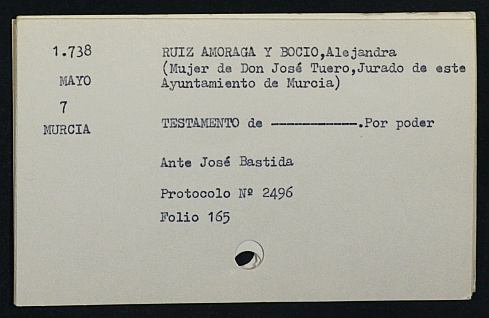 1.738
MAYO
7
MURCIA
RUIZ AMORAGA Y BOCIO,Alejandra
(Mujer de Don José Tuero,Jurado de este
Ayuntamiento de Murcia)
TESTAMENTO de ------------.Por poder
Ante José Bastida
Protocolo Nº 2496
Folio 165